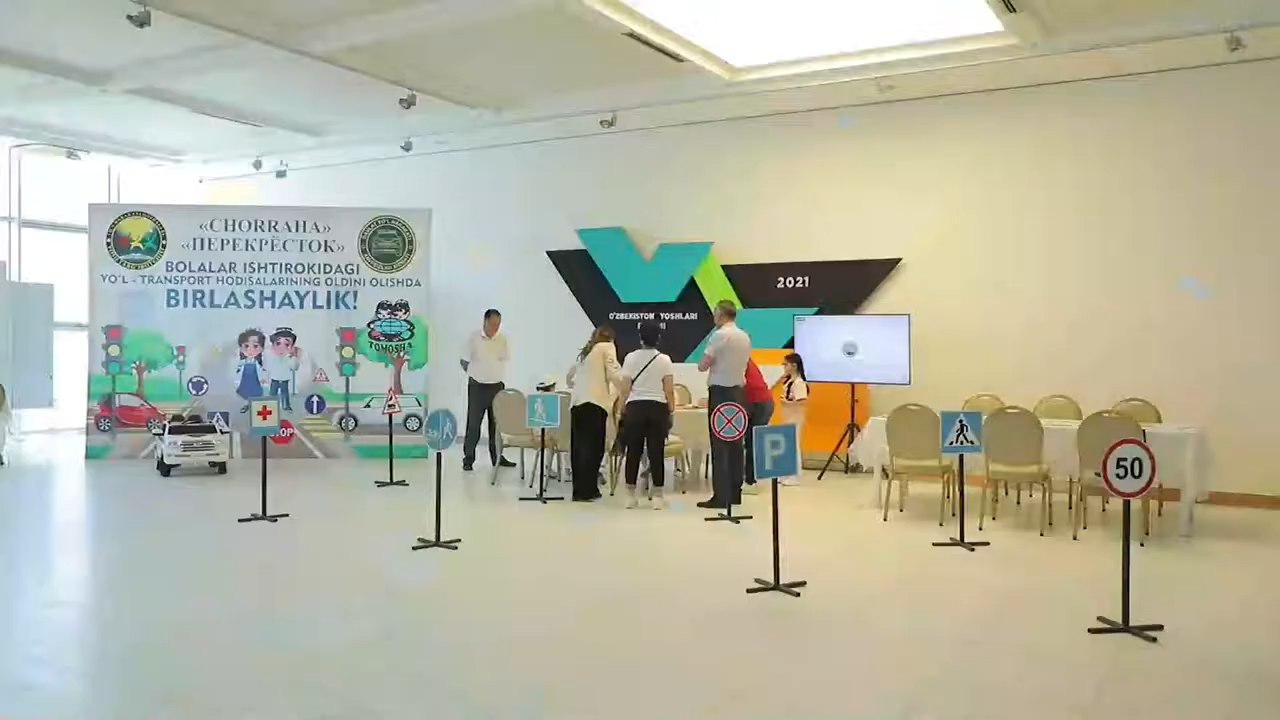 «CHORRAHA»
«ПЕРЕКРЁСТОК»
BOLALAR ISHTIROKIDAGI
YO'L - TRANSPORT HODISALARINING OLDINI OLISHDA
BIRLASHAYLIK!
TOMOSHA
STOP
2021
O'ZBEKISTON YOSHLARI
P
50